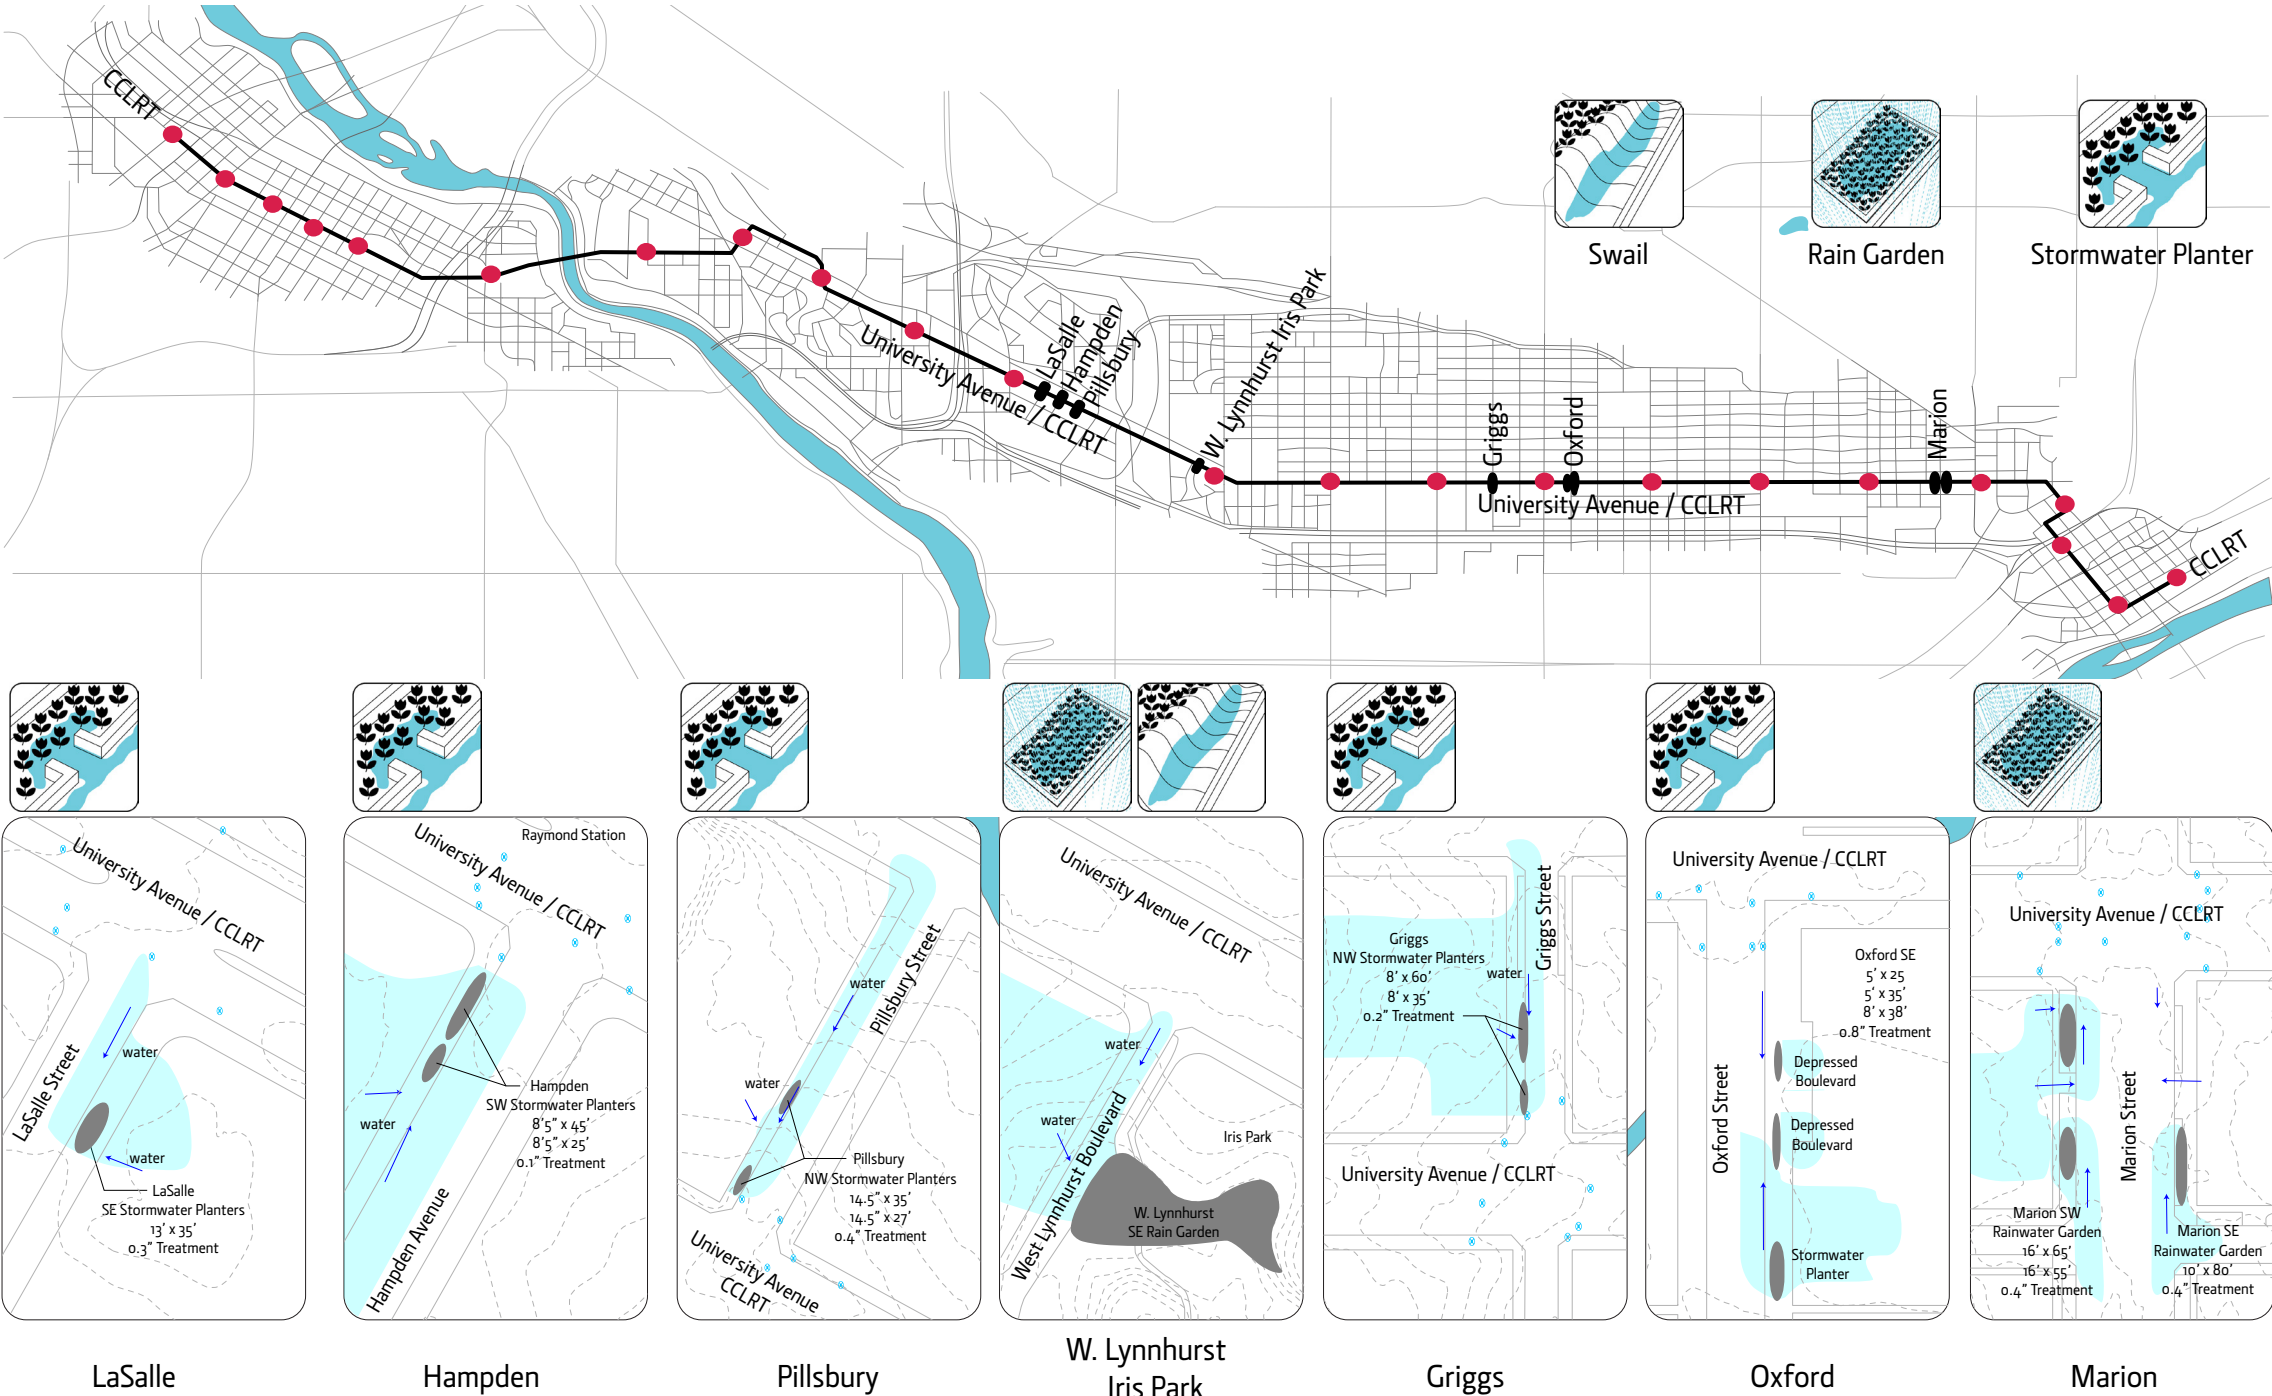 CCLRT
University Avenue / CCLRT
LaSalle
Hampden
Pillsbury
W. Lynnhurst Iris Park
Griggs
Oxford
Marion
University Avenue / CCLRT
CCLRT
Swail
Rain Garden
Stormwater Planter
University Avenue / CCLRT
LaSalle Street
water
water
LaSalle
SE Stormwater Planters
13' x 35'
0.3" Treatment
LaSalle
Raymond Station
University Avenue / CCLRT
water
Hampden
SW Stormwater Planters
8'5" x 45'
8'5" x 25'
0.1" Treatment
Hampden Avenue
Hampden
Pillsbury Street
water
water
Pillsbury
NW Stormwater Planters
14.5" x 35'
14.5" x 27'
0.4" Treatment
University Avenue
CCLRT
Pillsbury
University Avenue / CCLRT
water
water
West Lynnhurst Boulevard
Iris Park
W. Lynnhurst
SE Rain Garden
W. Lynnhurst
Iris Park
Griggs Street
Griggs
NW Stormwater Planters
8' x 60'
8' x 35'
0.2" Treatment
water
University Avenue / CCLRT
Griggs
University Avenue / CCLRT
Oxford SE
5' x 25
5' x 35'
8' x 38'
0.8" Treatment
Oxford Street
Depressed
Boulevard
Depressed
Boulevard
Stormwater
Planter
Oxford
University Avenue / CCLRT
Marion Street
Marion SW
Rainwater Garden
16' x 65'
16' x 55'
0.4" Treatment
Marion SE
Rainwater Garden
10' x 80'
0.4" Treatment
Marion